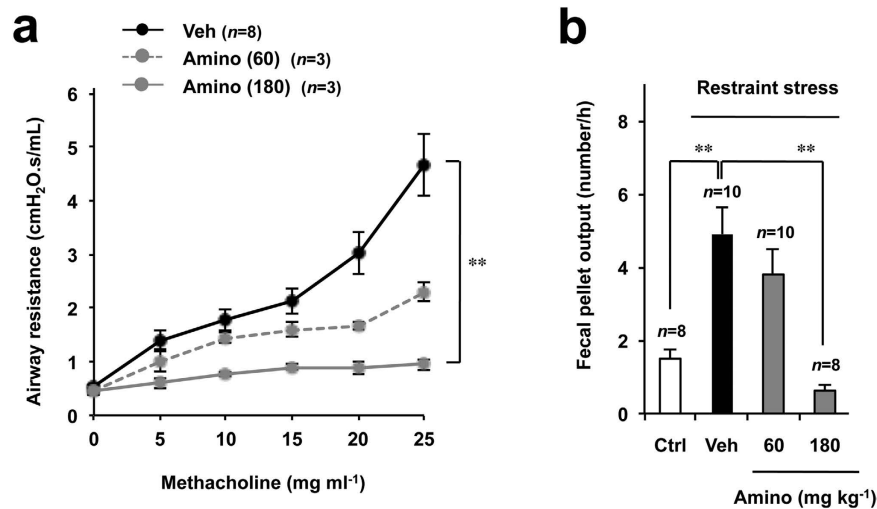 a
Veh (n=8)
Amino (60) (n=3)
Amino (180) (n=3)
Airway resistance (cmH₂O.s/mL)
6
5
4
3
2
1
0
**
0 5 10 15 20 25
Methacholine (mg ml⁻¹)
b
Restraint stress
Fecal pellet output (number/h)
8
6
4
2
0
** **
n=10
n=10
n=8
n=8
Ctrl Veh 60 180
Amino (mg kg⁻¹)